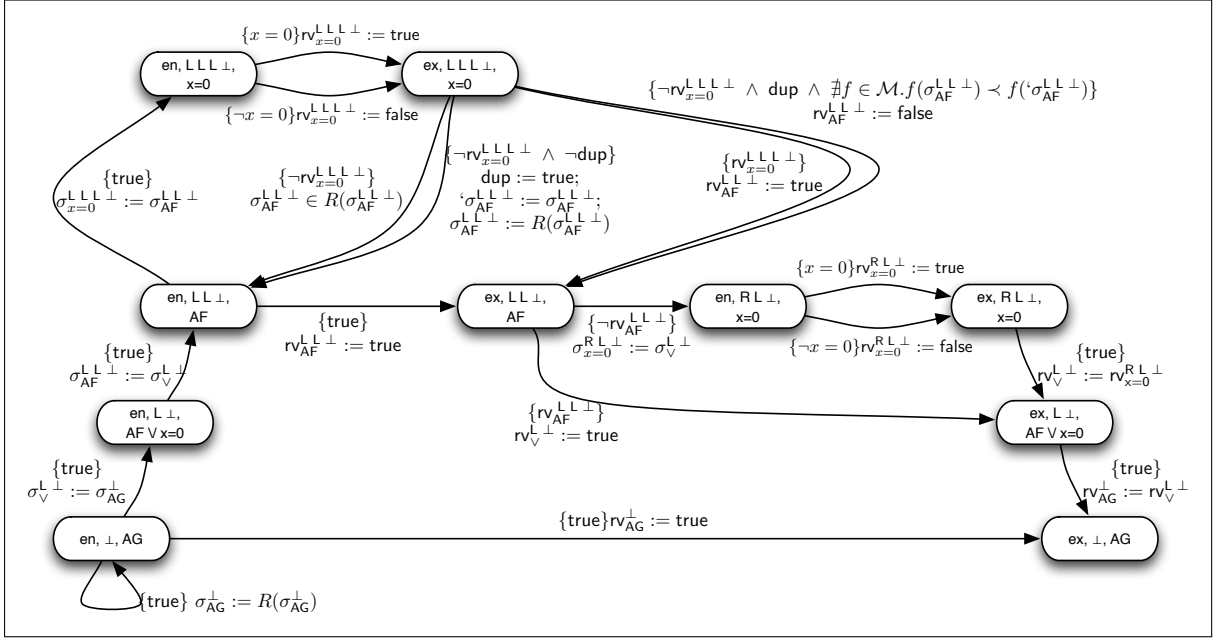 {x = 0}rv^{L L L ⊥}_{x=0} := true
en, L L L ⊥,
x=0
ex, L L L ⊥,
x=0
{¬x = 0}rv^{L L L ⊥}_{x=0} := false
{¬rv^{L L L ⊥}_{x=0} ∧ dup ∧ ∄f ∈ ℳ.f(σ^{L L ⊥}_{AF}) ≺ f(‘σ^{L L ⊥}_{AF})}
rv^{L L ⊥}_{AF} := false
{true}
σ^{L L L ⊥}_{x=0} := σ^{L L ⊥}_{AF}
{¬rv^{L L L ⊥}_{x=0}}
σ^{L L ⊥}_{AF} ∈ R(σ^{L L ⊥}_{AF})
{¬rv^{L L L ⊥}_{x=0} ∧ ¬dup}
dup := true;
‘σ^{L L ⊥}_{AF} := σ^{L L ⊥}_{AF};
σ^{L L ⊥}_{AF} := R(σ^{L L ⊥}_{AF})
{rv^{L L L ⊥}_{x=0}}
rv^{L L ⊥}_{AF} := true
en, L L ⊥,
AF
{true}
rv^{L L ⊥}_{AF} := true
ex, L L ⊥,
AF
{¬rv^{L L ⊥}_{AF}}
σ^{R L ⊥}_{x=0} := σ^{L ⊥}_{∨}
en, R L ⊥,
x=0
{x = 0}rv^{R L ⊥}_{x=0} := true
{¬x = 0}rv^{R L ⊥}_{x=0} := false
ex, R L ⊥,
x=0
{true}
σ^{L L ⊥}_{AF} := σ^{L ⊥}_{∨}
{true}
rv^{L ⊥}_{∨} := rv^{R L ⊥}_{x=0}
en, L ⊥,
AF ∨ x=0
{rv^{L L ⊥}_{AF}}
rv^{L ⊥}_{∨} := true
ex, L ⊥,
AF ∨ x=0
{true}
σ^{L ⊥}_{∨} := σ^{⊥}_{AG}
{true}
rv^{⊥}_{AG} := rv^{L ⊥}_{∨}
en, ⊥, AG
{true}rv^{⊥}_{AG} := true
ex, ⊥, AG
{true} σ^{⊥}_{AG} := R(σ^{⊥}_{AG})